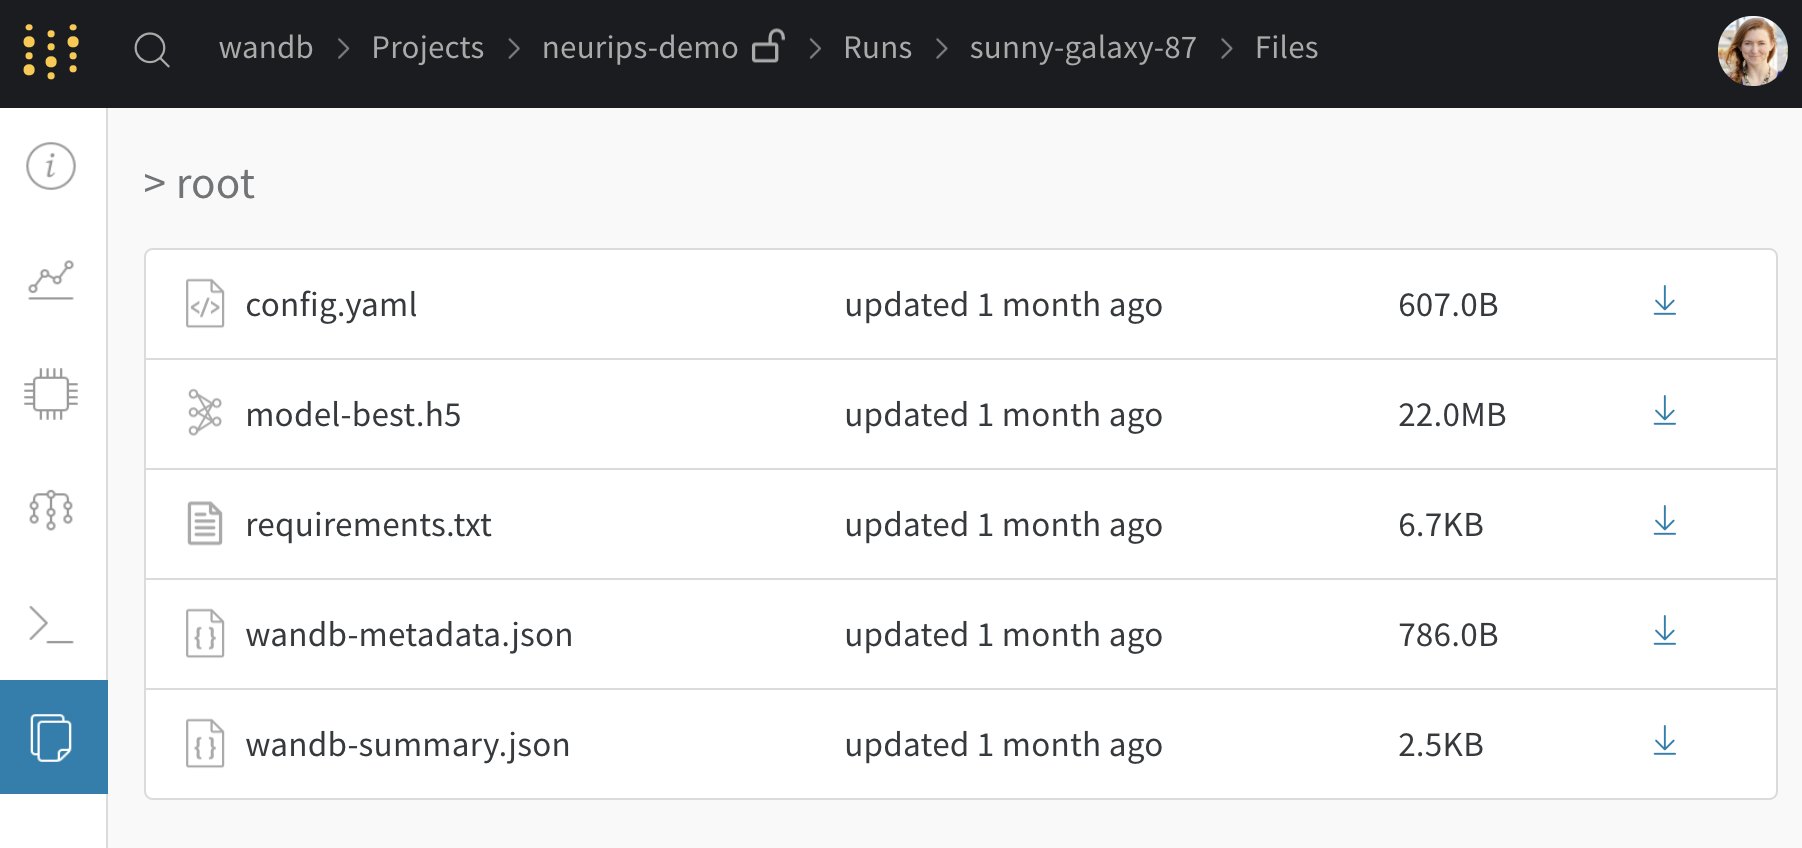 wandb > Projects > neurips-demo > Runs > sunny-galaxy-87 > Files
> root
config.yaml updated 1 month ago 607.0B
model-best.h5 updated 1 month ago 22.0MB
requirements.txt updated 1 month ago 6.7KB
wandb-metadata.json updated 1 month ago 786.0B
wandb-summary.json updated 1 month ago 2.5KB